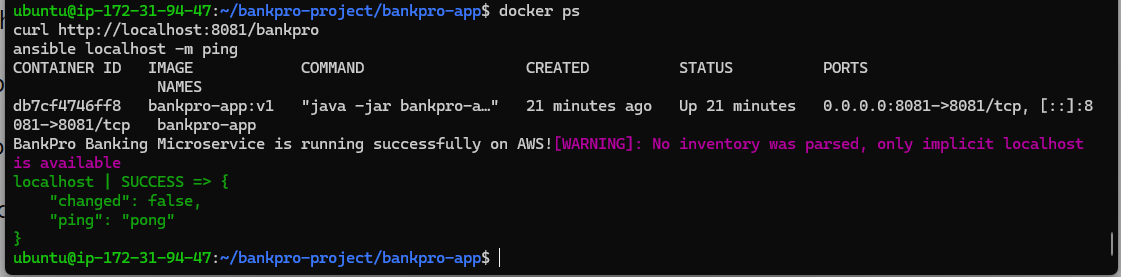 ubuntu@ip-172-31-94-47:~/bankpro-project/bankpro-app$ docker ps
curl http://localhost:8081/bankpro
ansible localhost -m ping
CONTAINER ID   IMAGE            COMMAND                  CREATED          STATUS          PORTS
                NAMES
db7cf4746ff8   bankpro-app:v1   "java -jar bankpro-a…"   21 minutes ago   Up 21 minutes   0.0.0.0:8081->8081/tcp, [::]:8
081->8081/tcp   bankpro-app
BankPro Banking Microservice is running successfully on AWS![WARNING]: No inventory was parsed, only implicit localhost
is available
localhost | SUCCESS => {
    "changed": false,
    "ping": "pong"
}
ubuntu@ip-172-31-94-47:~/bankpro-project/bankpro-app$